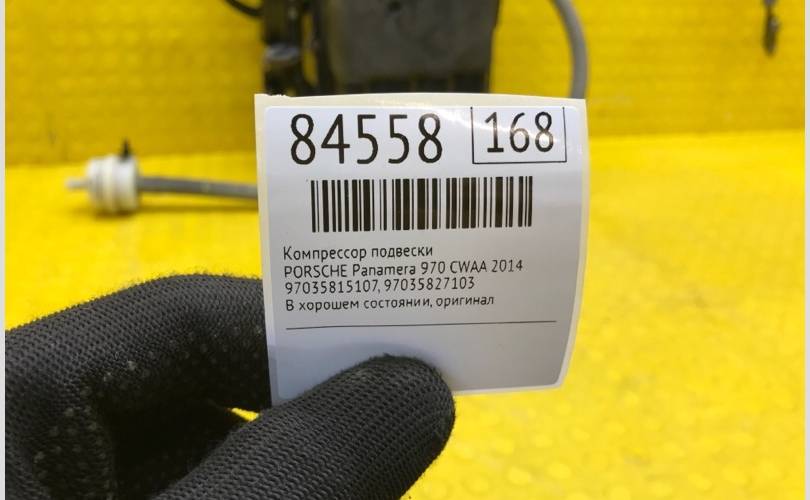 84558 168
Компрессор подвески
PORSCHE Panamera 970 CWAA 2014
97035815107, 97035827103
В хорошем состоянии, оригинал